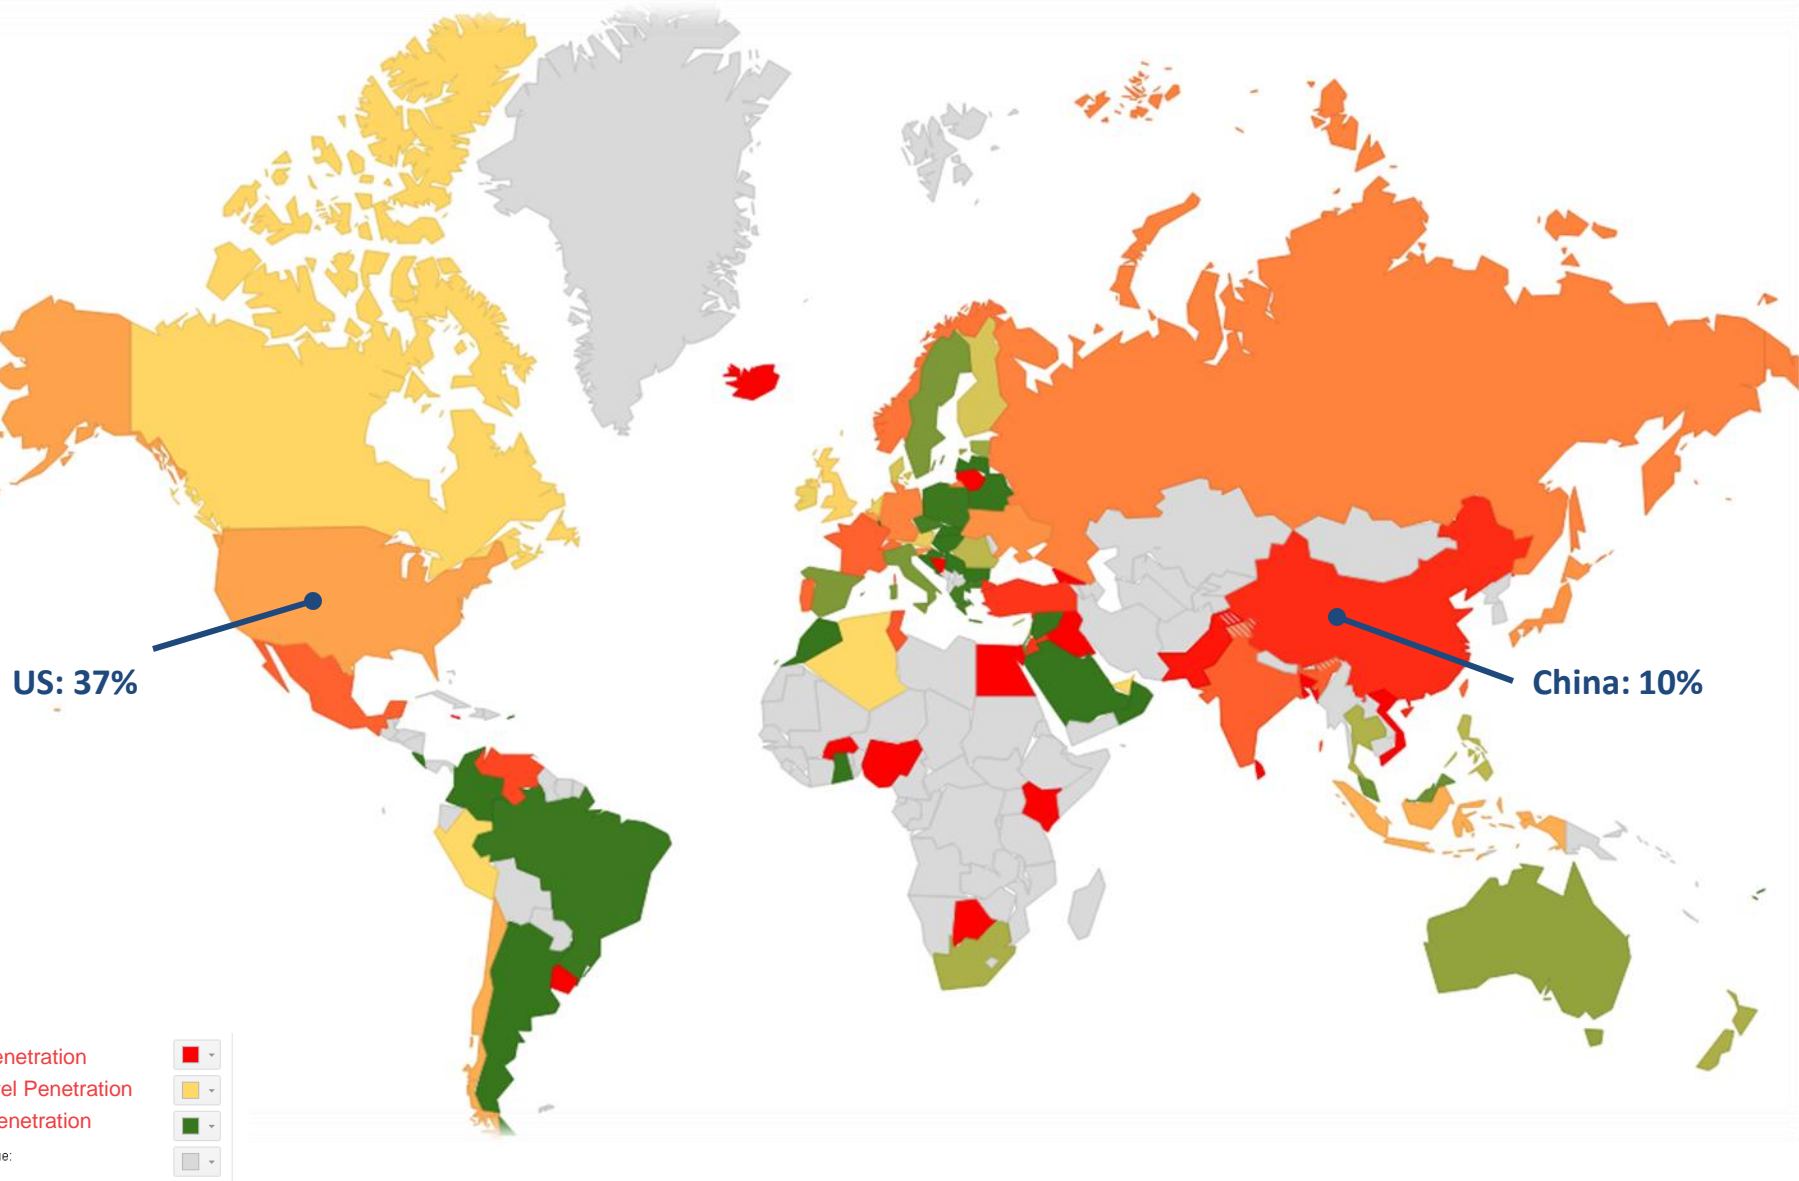 US: 37%
China: 10%
enetration
el Penetration
enetration
e: